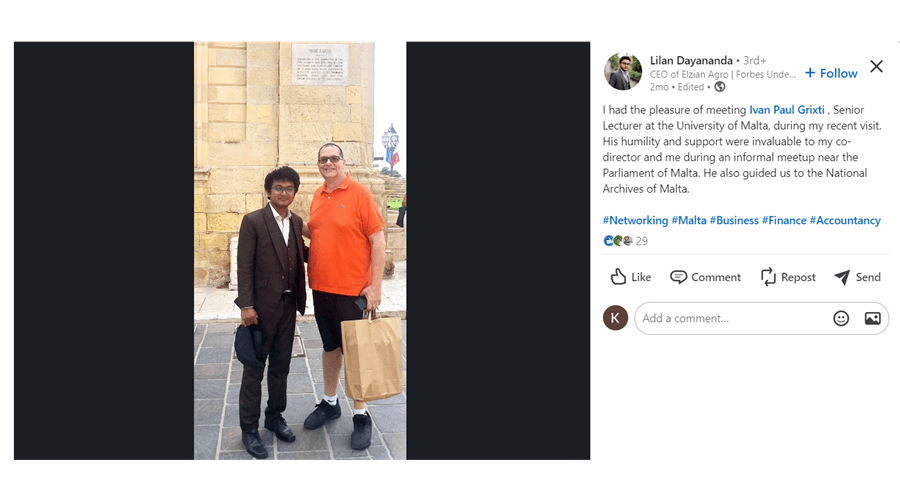 Lilan Dayananda • 3rd+
CEO of Elzian Agro | Forbes Unde...
+ Follow
2mo • Edited •
I had the pleasure of meeting Ivan Paul Grixti , Senior
Lecturer at the University of Malta, during my recent visit.
His humility and support were invaluable to my co-
director and me during an informal meetup near the
Parliament of Malta. He also guided us to the National
Archives of Malta.
#Networking #Malta #Business #Finance #Accountancy
29
Like Comment Repost Send
K
Add a comment...